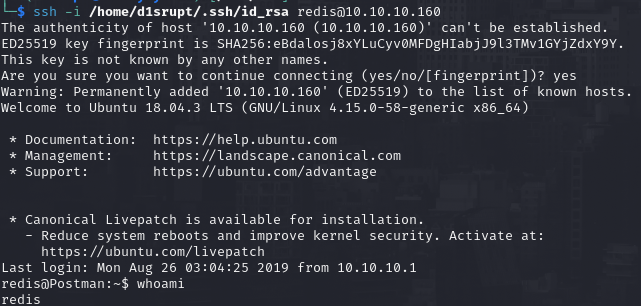 └─$ ssh -i /home/d1srupt/.ssh/id_rsa redis@10.10.10.160
The authenticity of host '10.10.10.160 (10.10.10.160)' can't be established.
ED25519 key fingerprint is SHA256:eBdalosj8xYLuCyv0MFDgHIabjJ9l3TMv1GYjZdxY9Y.
This key is not known by any other names.
Are you sure you want to continue connecting (yes/no/[fingerprint])? yes
Warning: Permanently added '10.10.10.160' (ED25519) to the list of known hosts.
Welcome to Ubuntu 18.04.3 LTS (GNU/Linux 4.15.0-58-generic x86_64)
* Documentation: https://help.ubuntu.com
* Management: https://landscape.canonical.com
* Support: https://ubuntu.com/advantage
* Canonical Livepatch is available for installation.
- Reduce system reboots and improve kernel security. Activate at:
https://ubuntu.com/livepatch
Last login: Mon Aug 26 03:04:25 2019 from 10.10.10.1
redis@Postman:~$ whoami
redis